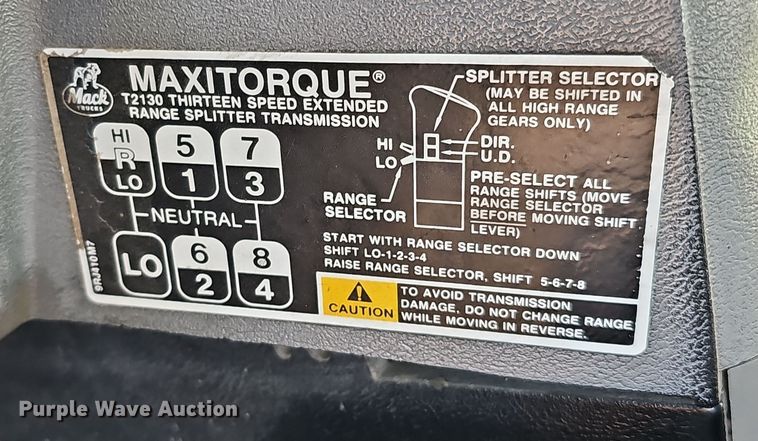 Mack
TRUCKS
MAXITORQUE®
T2130 THIRTEEN SPEED EXTENDED
RANGE SPLITTER TRANSMISSION
HI
R
LO
5
1
7
3
NEUTRAL
LO
6
2
8
4
9RJ410M7
SPLITTER SELECTOR
(MAY BE SHIFTED IN
ALL HIGH RANGE
GEARS ONLY)
HI
LO
DIR.
U.D.
RANGE
SELECTOR
PRE-SELECT ALL
RANGE SHIFTS (MOVE
RANGE SELECTOR
BEFORE MOVING SHIFT
LEVER)
START WITH RANGE SELECTOR DOWN
SHIFT LO-1-2-3-4
RAISE RANGE SELECTOR, SHIFT 5-6-7-8
CAUTION
TO AVOID TRANSMISSION
DAMAGE, DO NOT CHANGE RANGE
WHILE MOVING IN REVERSE.
Purple Wave Auction